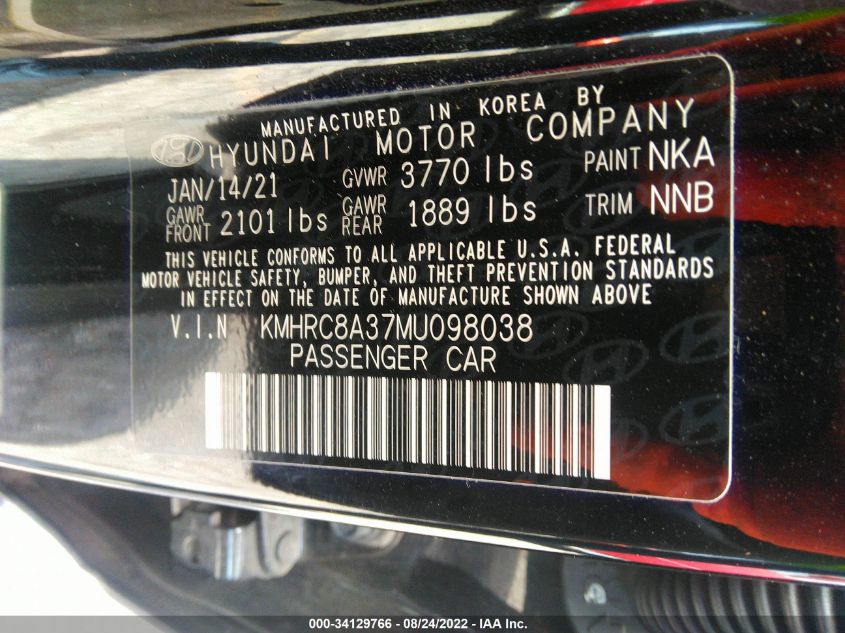 MANUFACTURED IN KOREA BY
HYUNDAI MOTOR COMPANY
JAN/14/21 GVWR 3770 lbs PAINT NKA
GAWR FRONT 2101 lbs GAWR REAR 1889 lbs TRIM NNB
THIS VEHICLE CONFORMS TO ALL APPLICABLE U.S.A. FEDERAL
MOTOR VEHICLE SAFETY, BUMPER, AND THEFT PREVENTION STANDARDS
IN EFFECT ON THE DATE OF MANUFACTURE SHOWN ABOVE
V.I.N KMHRC8A37MU098038
PASSENGER CAR
000-34129766 - 08/24/2022 - IAA Inc.